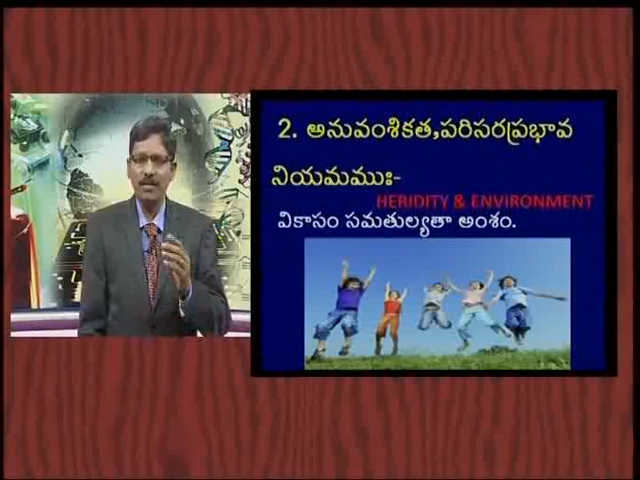 2. అనువంశికత,పరిసరప్రభావ
నియమముః-
HERIDITY & ENVIRONMENT
వికాసం సమతుల్యతా అంశం.